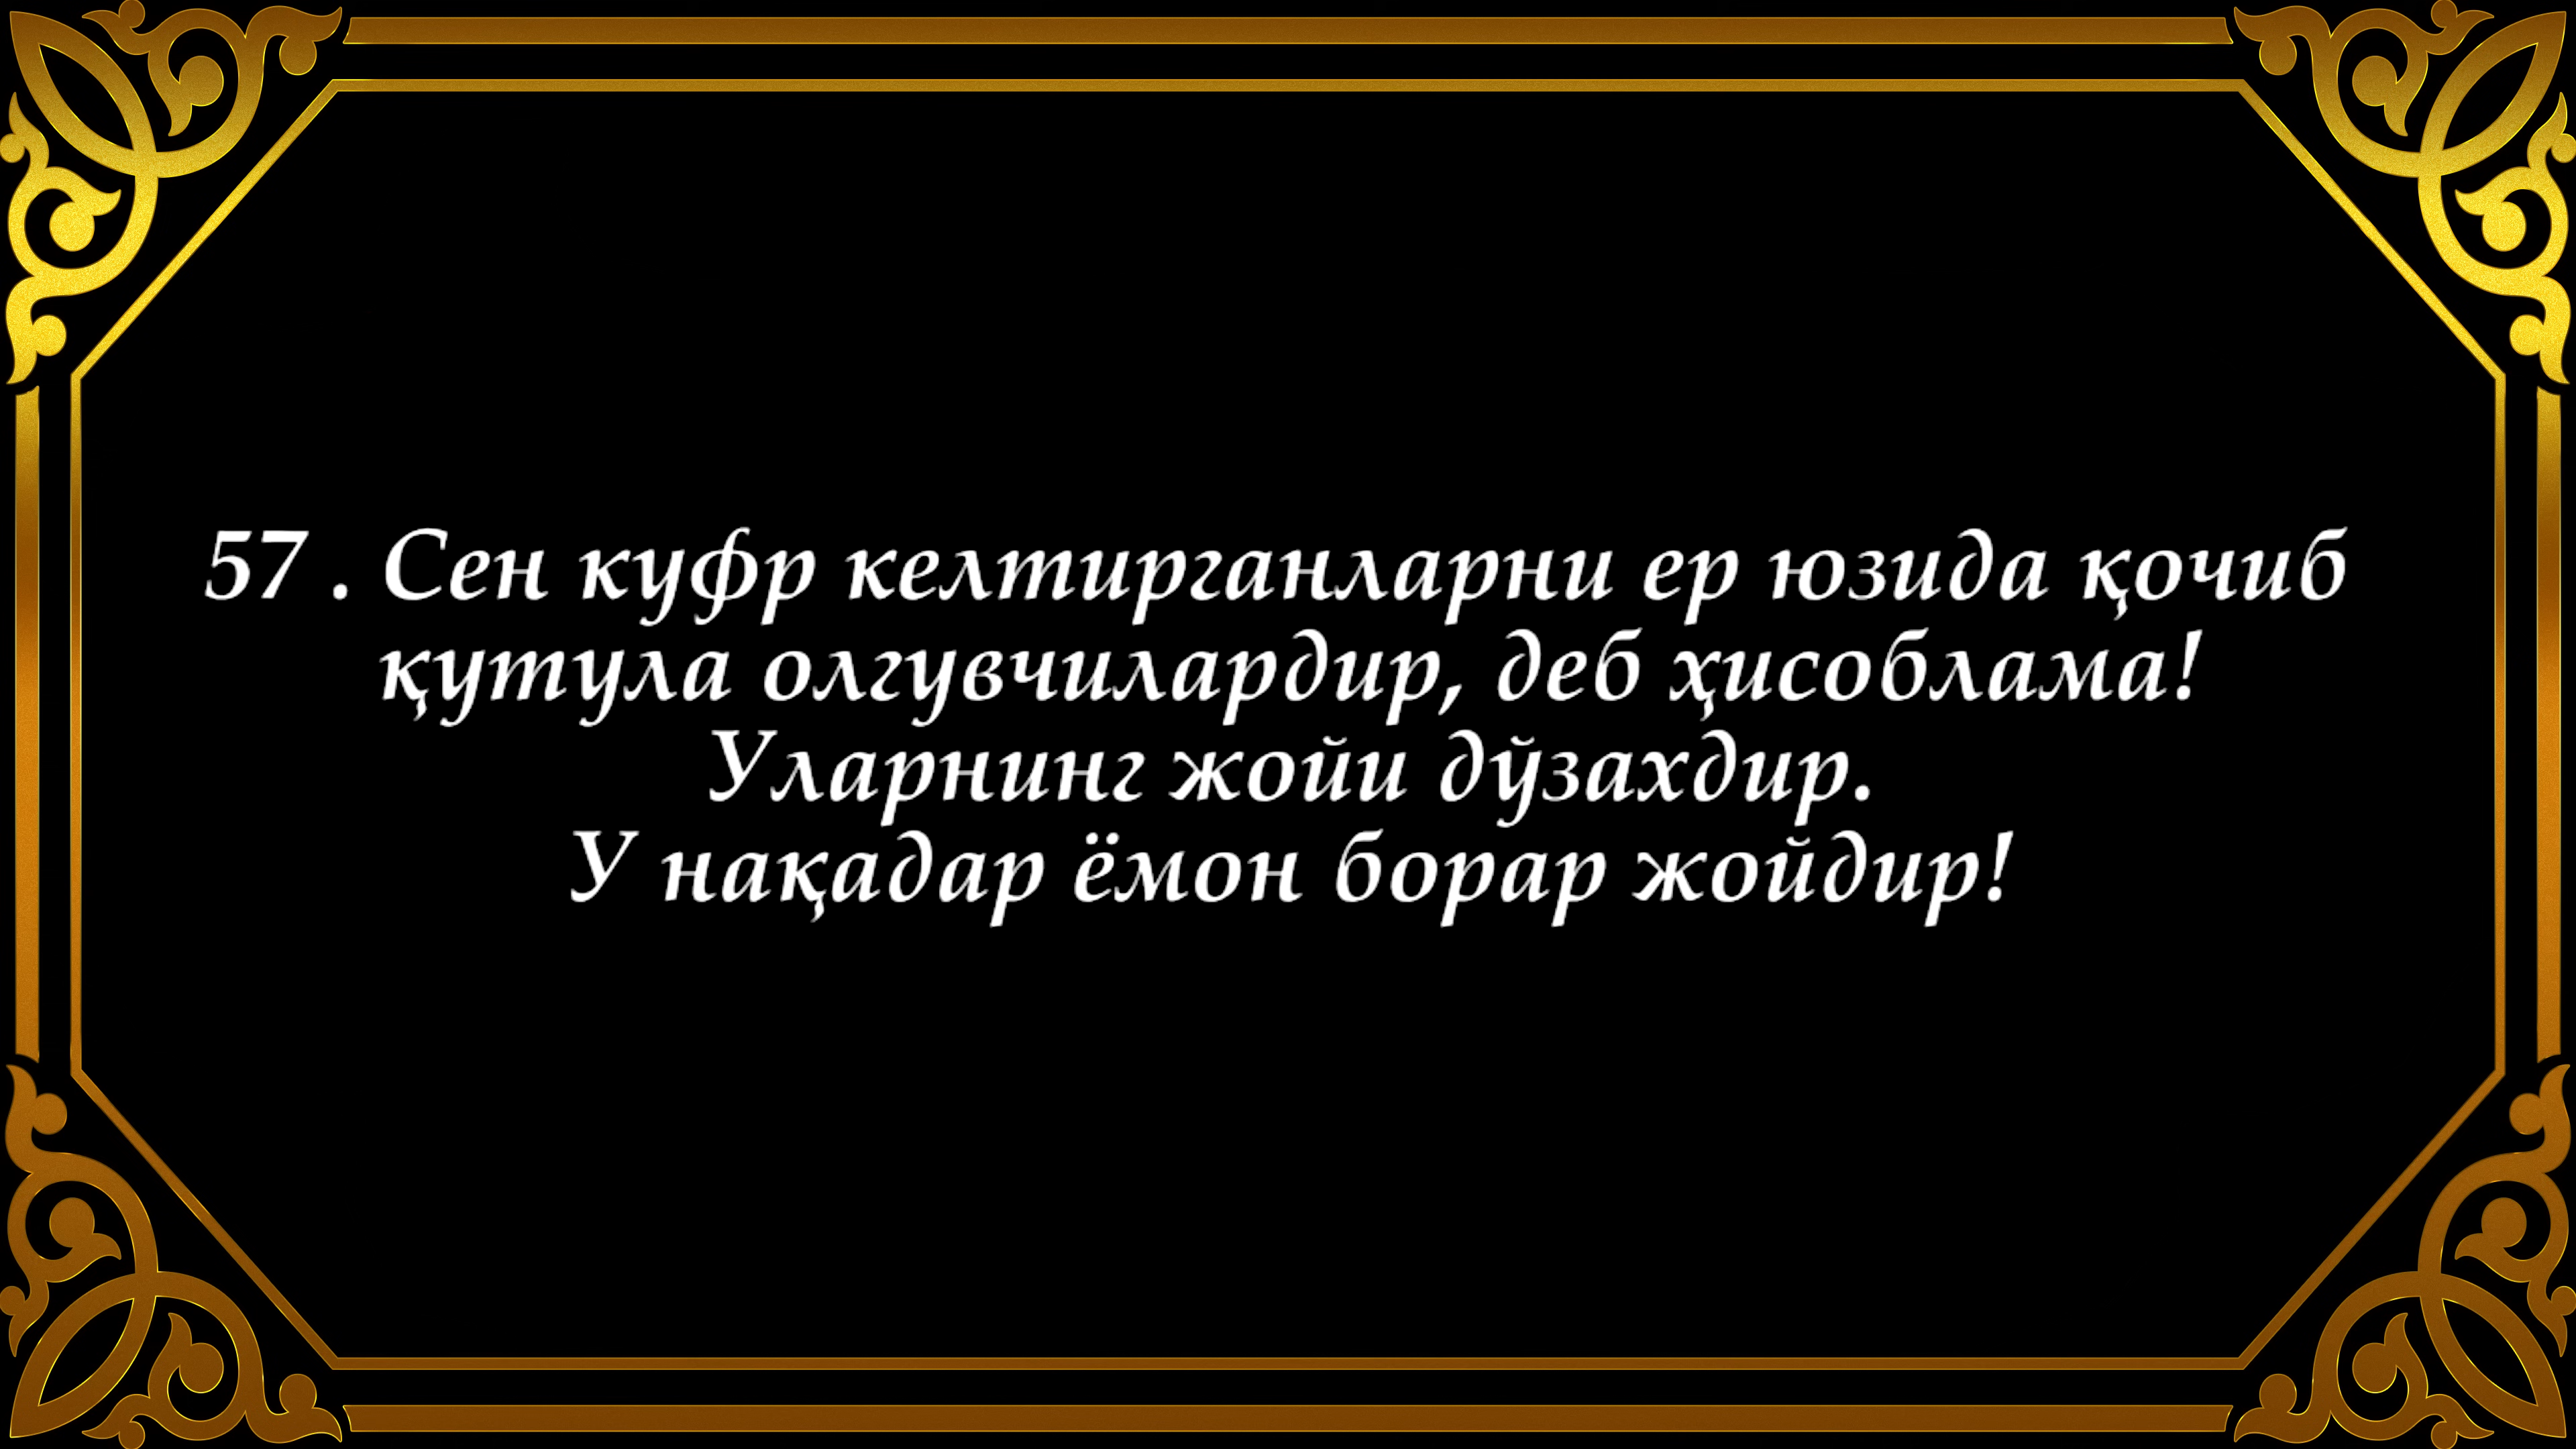 57 . Сен куфр келтирганларни ер юзида қочиб
қутула олгувчилардир, деб ҳисоблама!
Уларнинг жойи дўзахдир.
У нақадар ёмон борар жойдир!